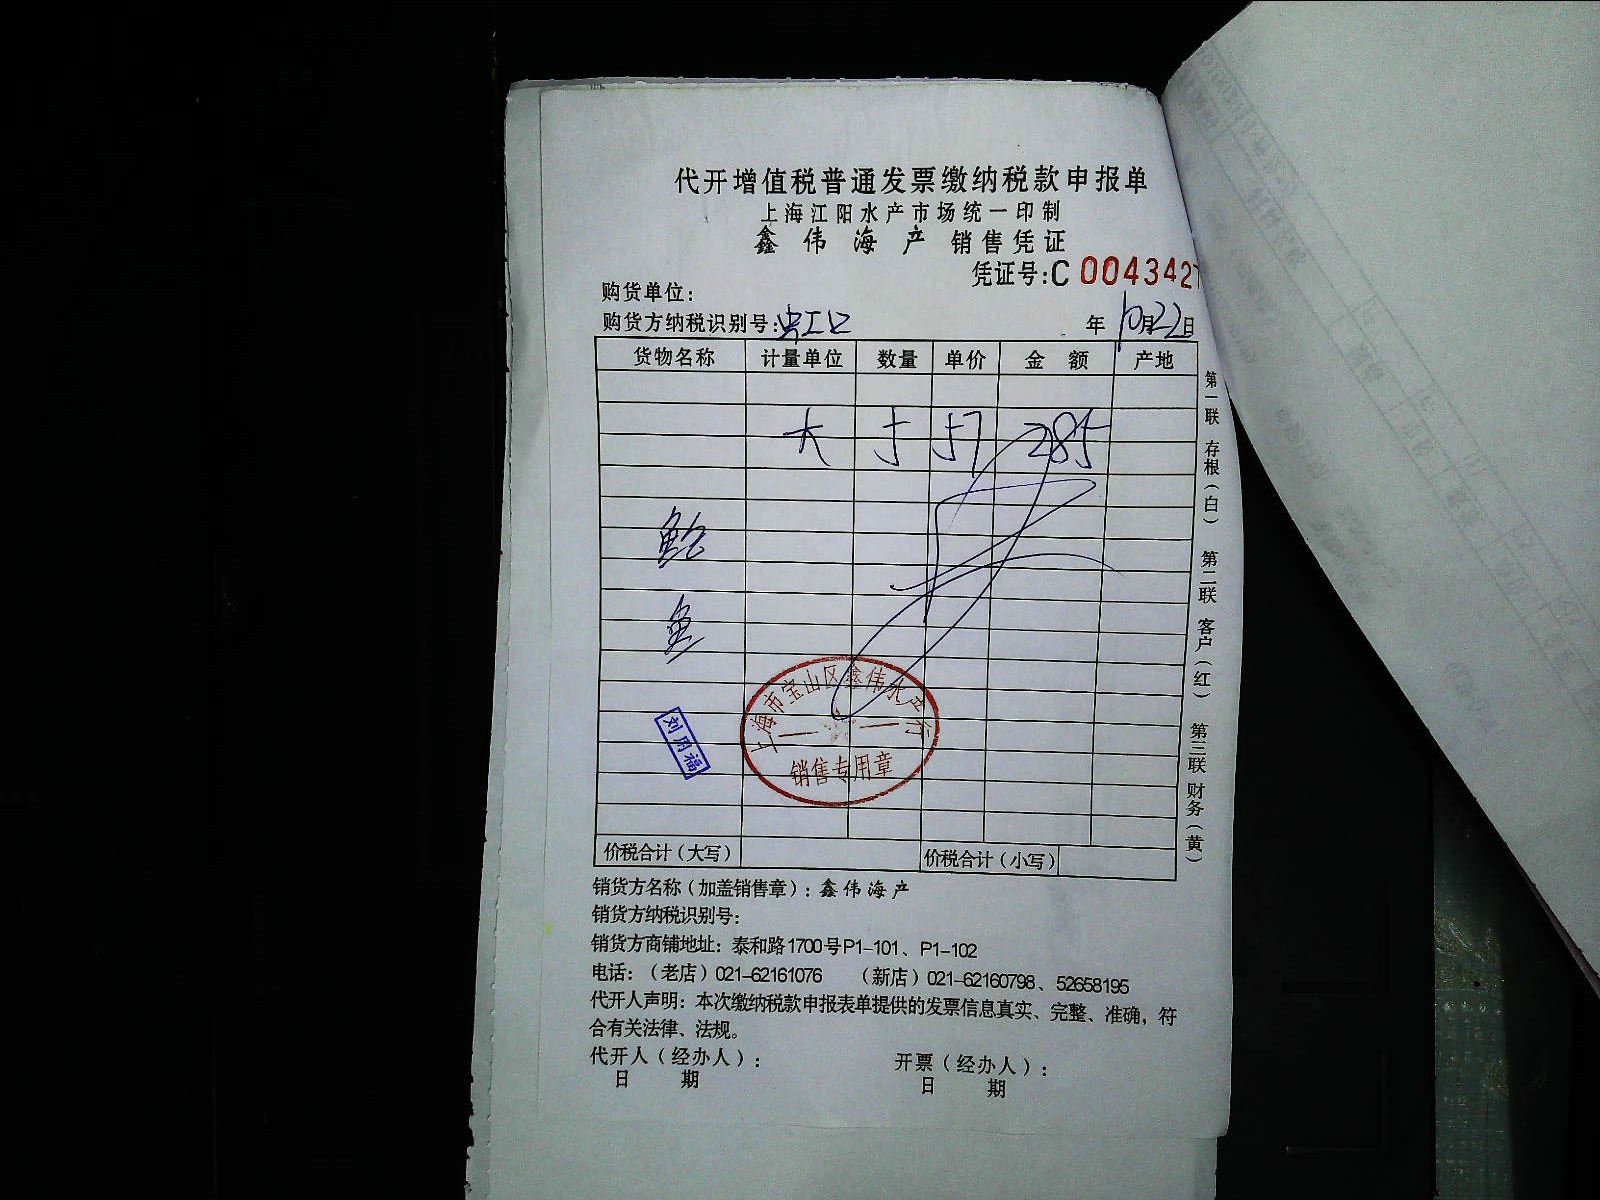 代开增值税普通发票缴纳税款申报单
上海江阳水产市场统一印制
鑫伟海产 销售凭证
凭证号:C 0043427
购货单位:
购货方纳税识别号:虹口 年10月22日
货物名称 计量单位 数量 单价 金额 产地
大 5 57 285
鲍
鱼
上海市宝山区鑫伟水产行
销售专用章
刘用福
价税合计(大写) 价税合计(小写)
第一联 存根(白) 第二联 客户(红) 第三联 财务(黄)
销货方名称(加盖销售章):鑫伟海产
销货方纳税识别号:
销货方商铺地址:泰和路1700号P1-101、P1-102
电话:(老店)021-62161076 (新店)021-62160798、52658195
代开人声明:本次缴纳税款申报表单提供的发票信息真实、完整、准确,符
合有关法律、法规。
代开人(经办人): 开票(经办人):
日 期 日 期